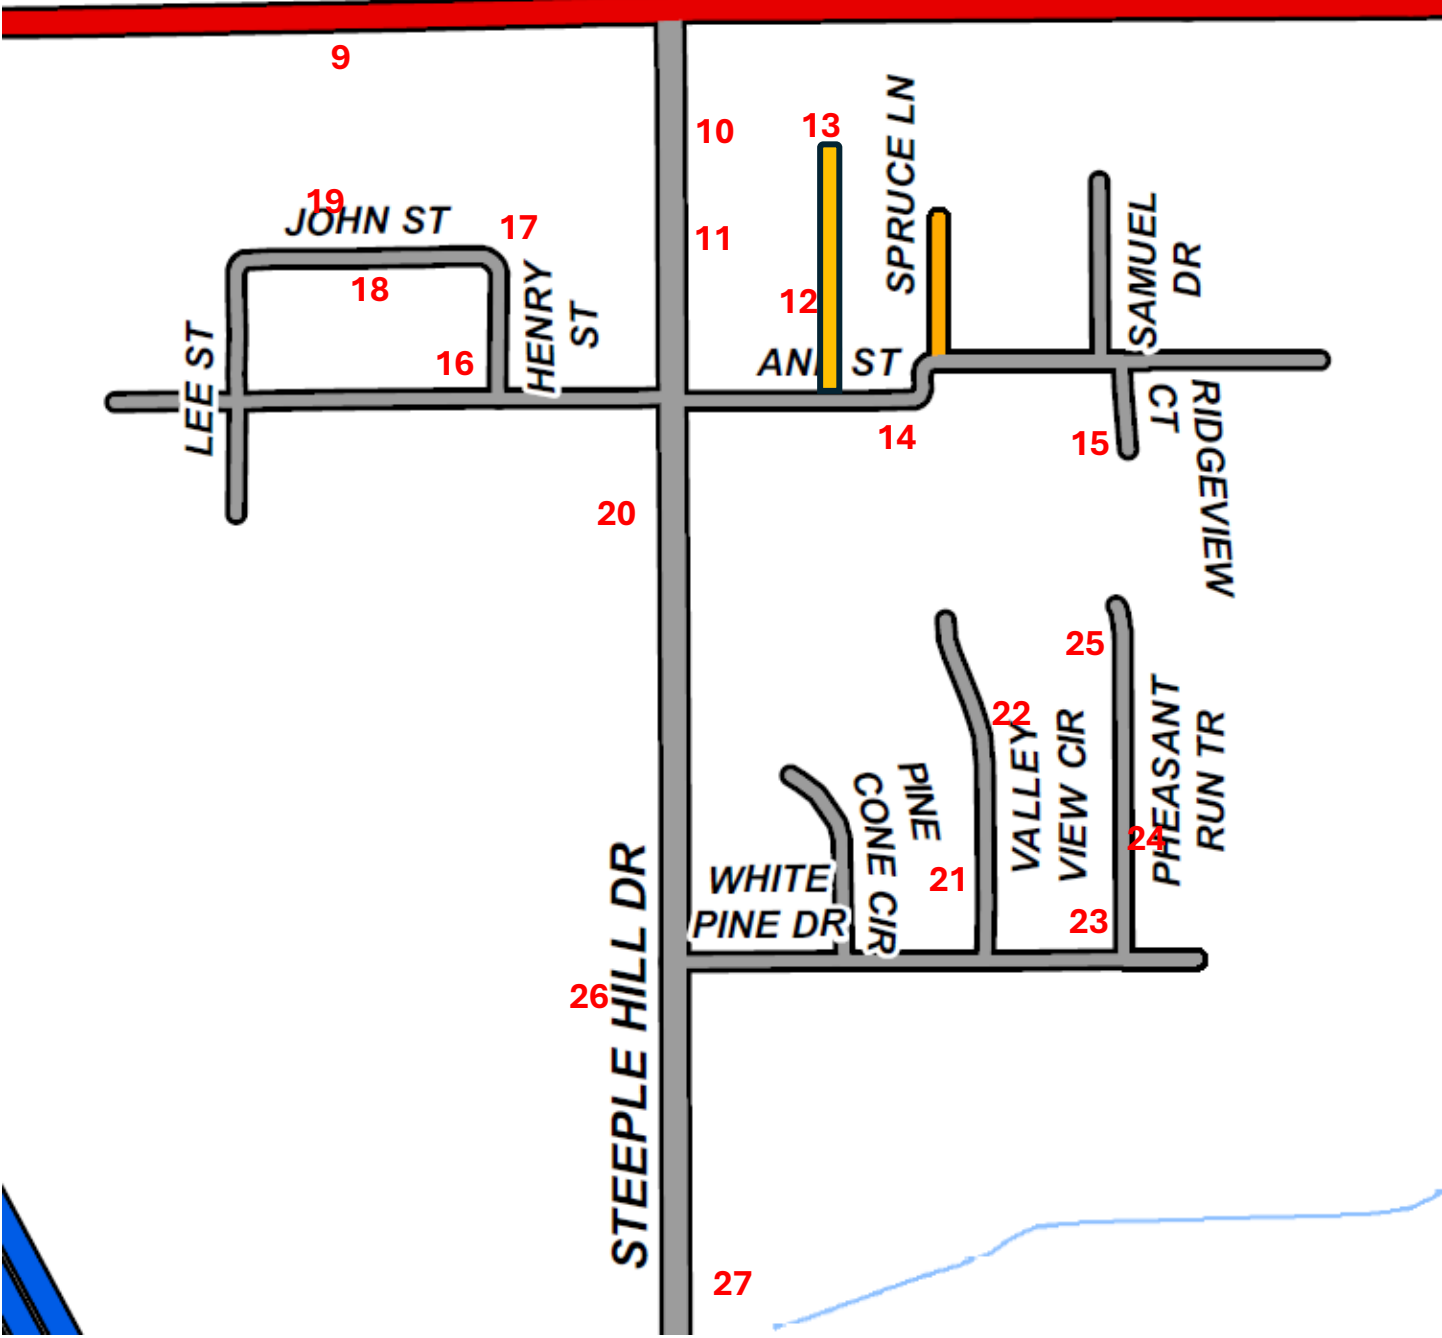 9
10
13
SPRUCE LN
19
JOHN ST
17
11
SAMUEL
DR
18
12
HENRY
ST
16
ST
LEE ST
14
15
RIDGEVIEW
CT
20
25
22
VALLEY
VIEW CIR
PHEASANT
RUN TR
24
PINE
CONE CIR
WHITE
PINE DR
21
23
26
STEEPLE HILL DR
27